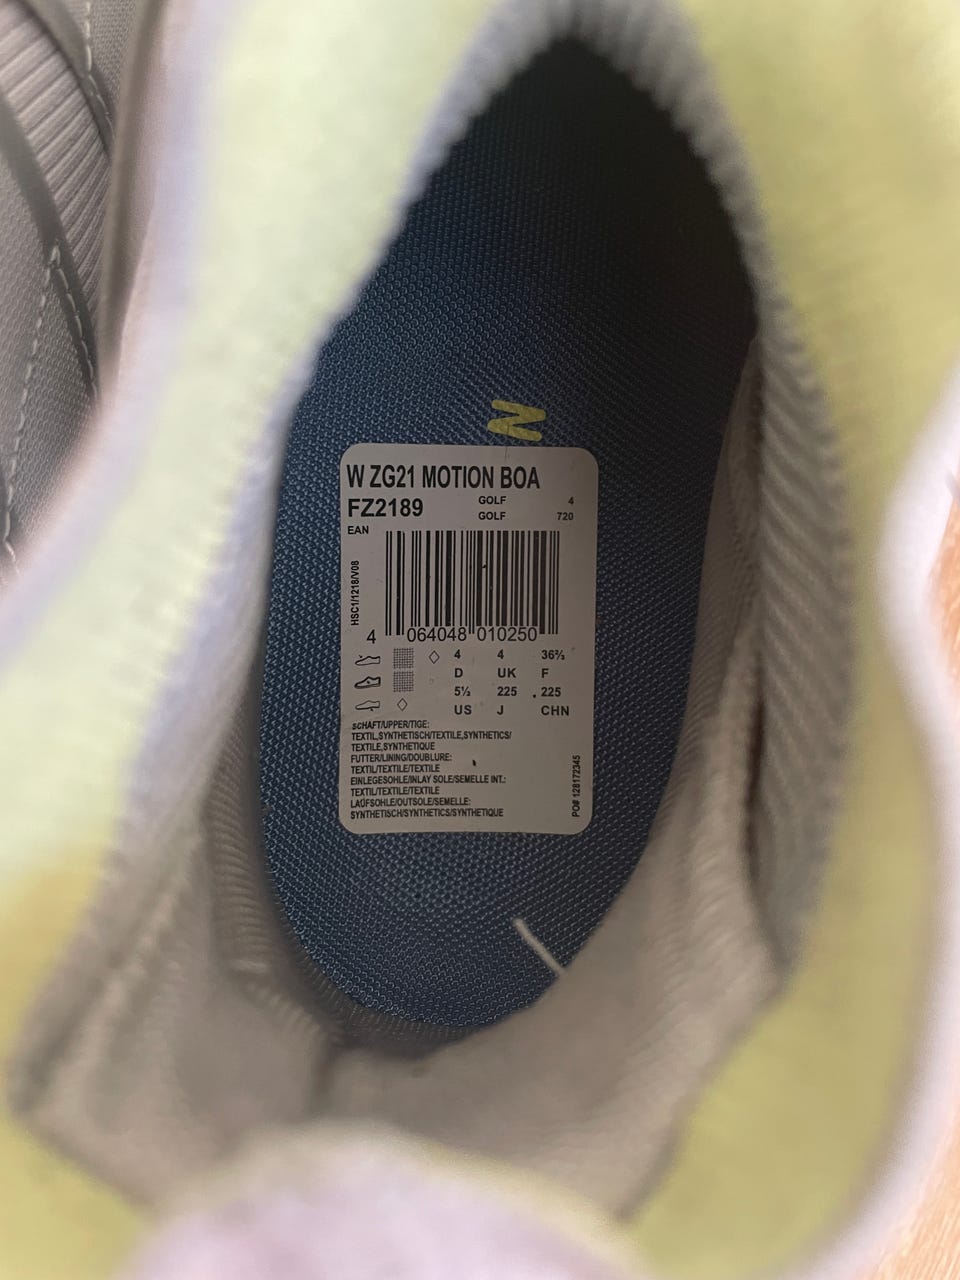 W ZG21 MOTION BOA
FZ2189 GOLF 4
GOLF 720
EAN
HSC1/1218/V08
4 064048 010250
4 4 36⅔
D UK F
5½ 225 225
US J CHN
SCHAFT/UPPER/TIGE:
TEXTIL,SYNTHETISCH/TEXTILE,SYNTHETICS/
TEXTILE,SYNTHETIQUE
FUTTER/LINING/DOUBLURE:
TEXTIL/TEXTILE/TEXTILE
EINLEGESOHLE/INLAY SOLE/SEMELLE INT.:
TEXTIL/TEXTILE/TEXTILE
LAUFSOHLE/OUTSOLE/SEMELLE:
SYNTHETISCH/SYNTHETICS/SYNTHETIQUE
PO# 128172345